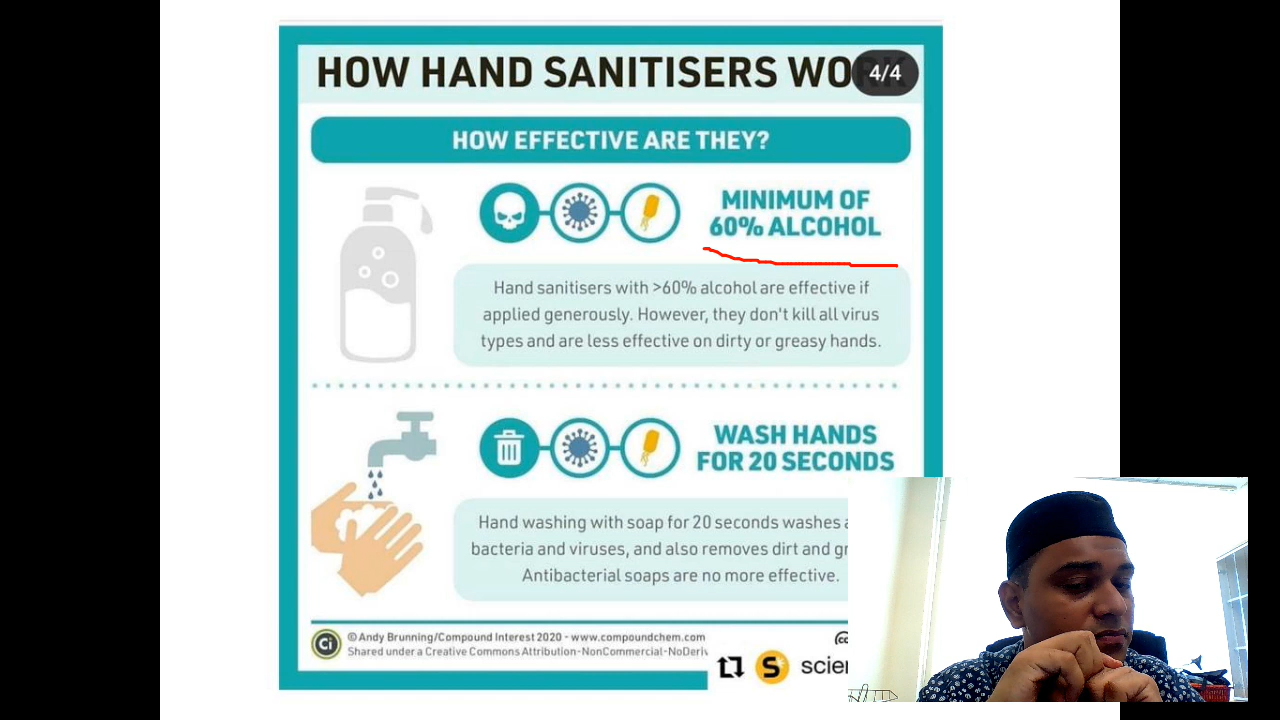 HOW HAND SANITISERS
4/4
HOW EFFECTIVE ARE THEY?
MINIMUM OF
60% ALCOHOL
Hand sanitisers with >60% alcohol are effective if
applied generously. However, they don't kill all virus
types and are less effective on dirty or greasy hands.
WASH HANDS
FOR 20 SECONDS
Hand washing with soap for 20 seconds washes
bacteria and viruses, and also removes dirt and
Antibacterial soaps are no more effective.
Ci
© Andy Brunning/Compound Interest 2020 - www.compoundchem.com
Shared under a Creative Commons Attribution-NonCommercial-NoDeriv
S scien